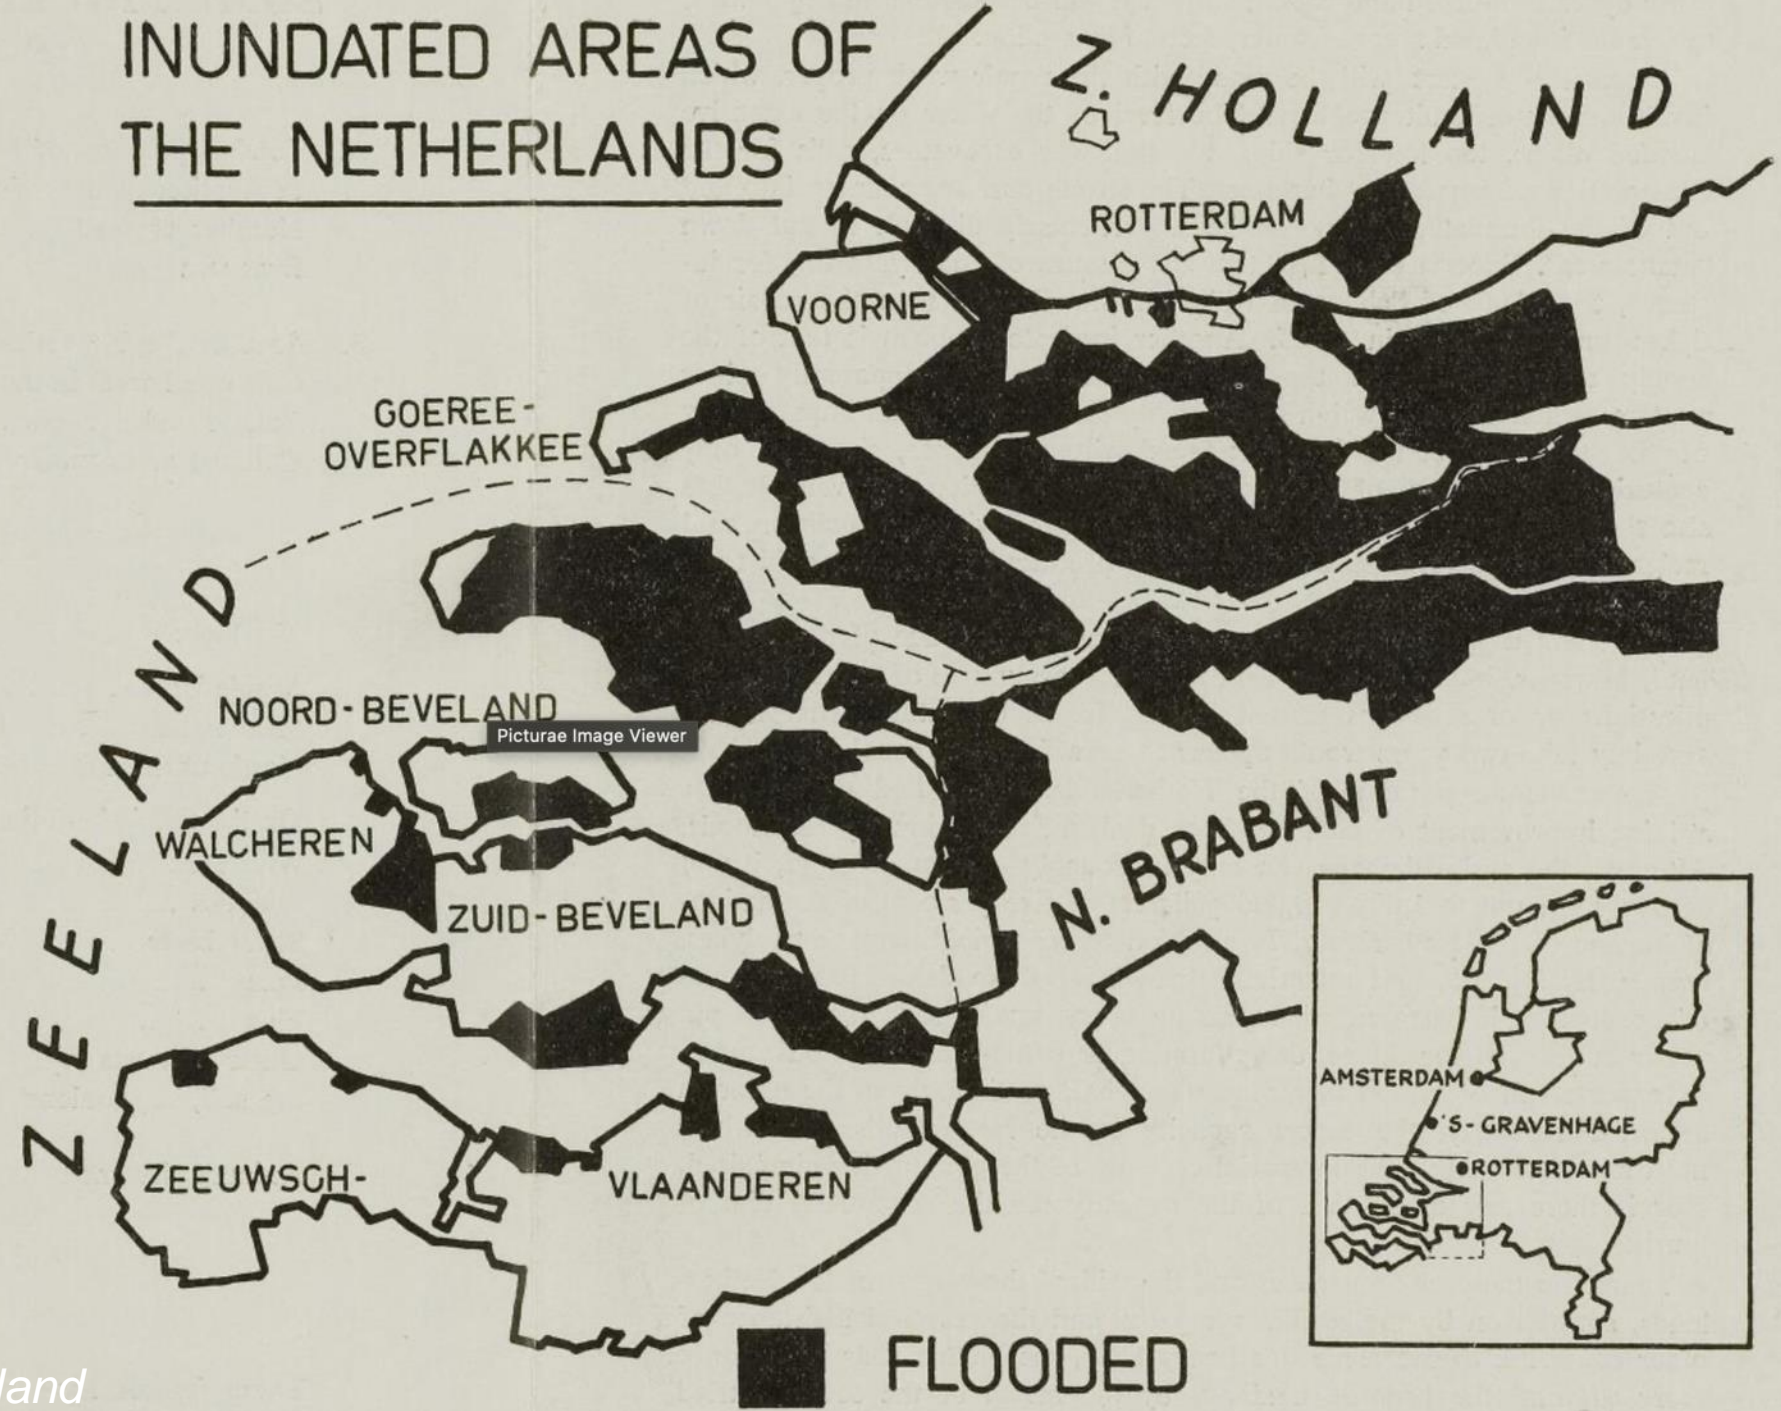 INUNDATED AREAS OF
THE NETHERLANDS
Z. HOLLAND
ROTTERDAM
VOORNE
GOEREE-
OVERFLAKKEE
ZEELAND
NOORD-BEVELAND
Picturae Image Viewer
WALCHEREN
ZUID-BEVELAND
N. BRABANT
ZEEUWSCH-
VLAANDEREN
AMSTERDAM
'S-GRAVENHAGE
ROTTERDAM
FLOODED
land